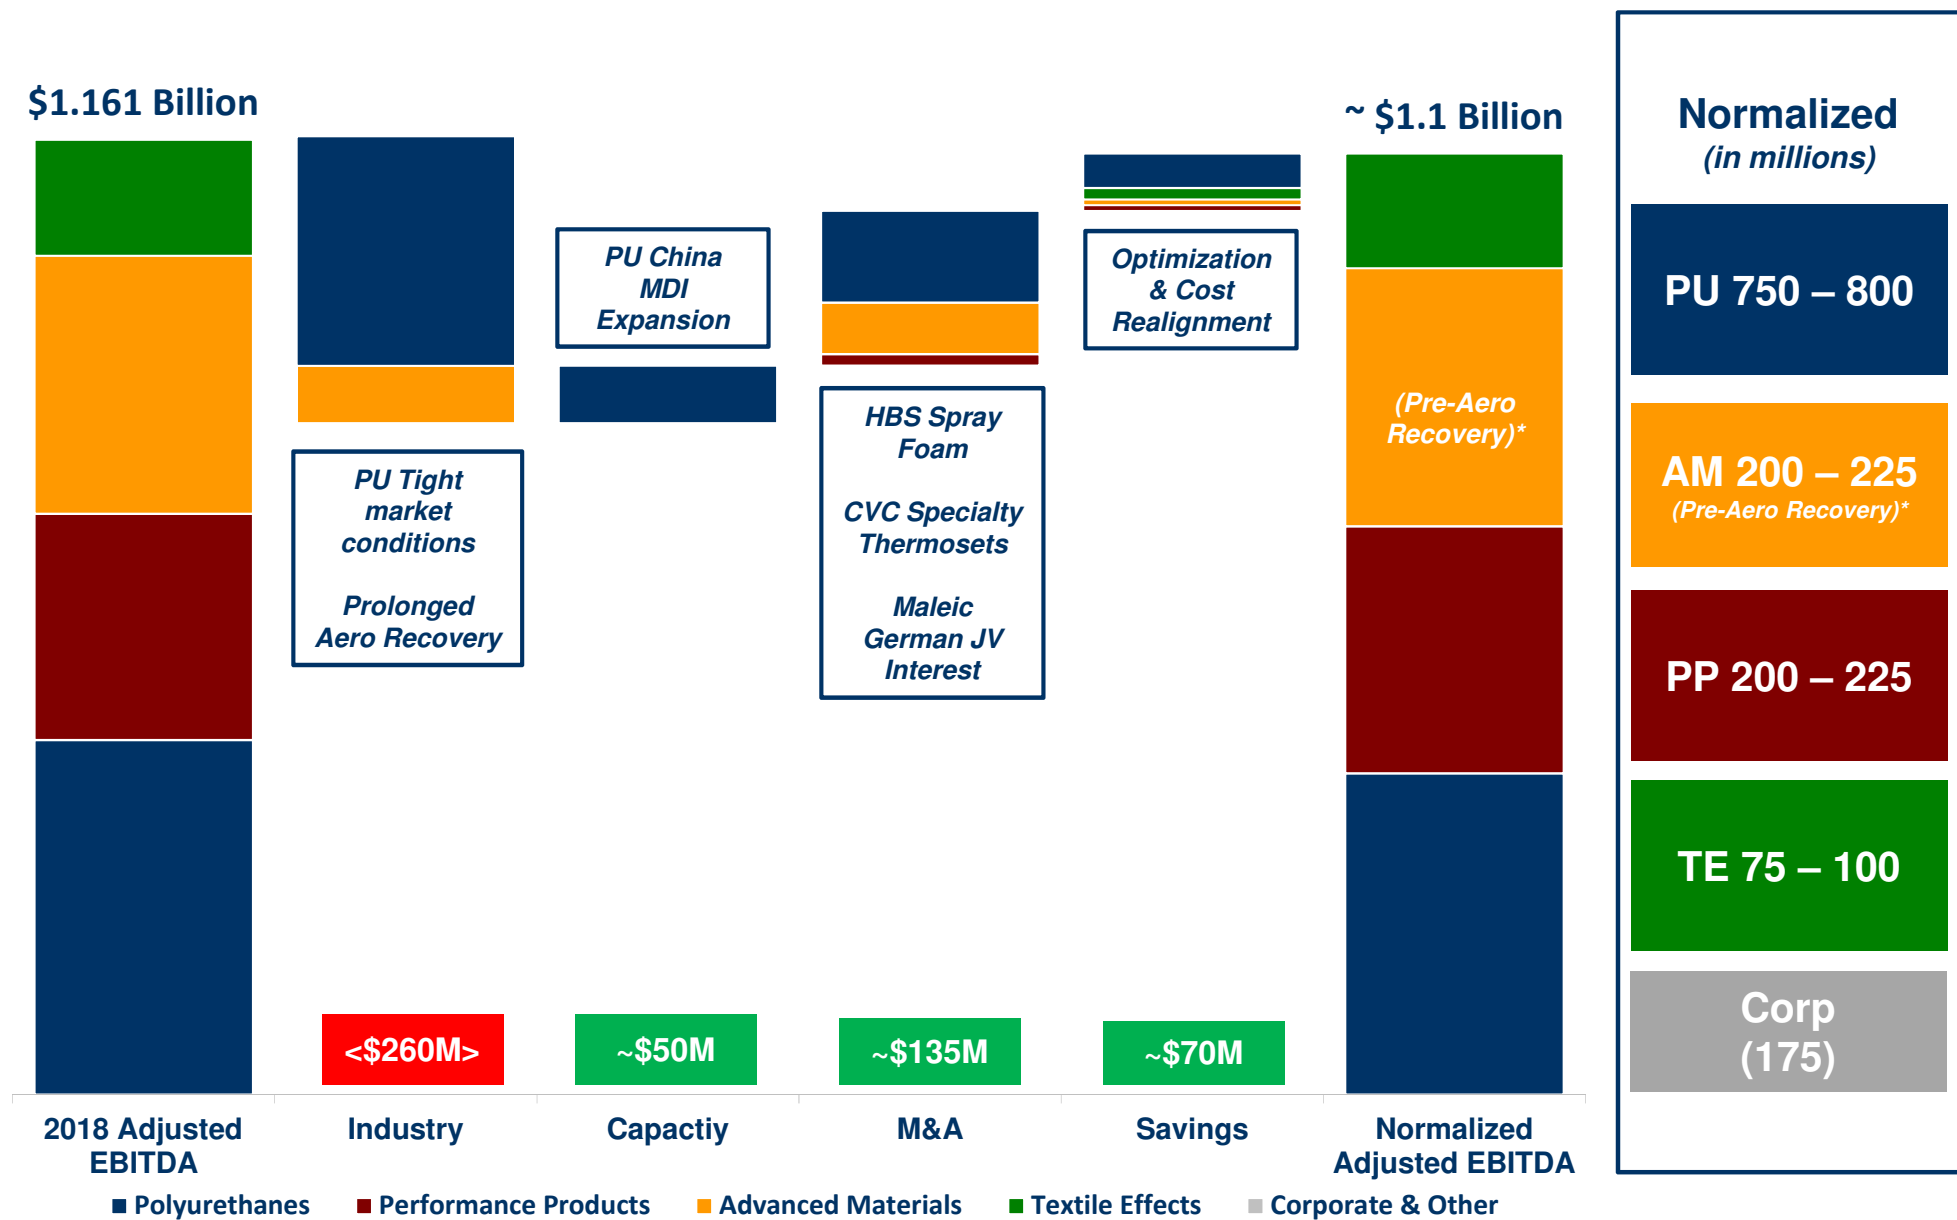 $1.161 Billion
PU Tight
market
conditions
Prolonged
Aero Recovery
PU China
MDI
Expansion
HBS Spray
Foam
CVC Specialty
Thermosets
Maleic
German JV
Interest
Optimization
& Cost
Realignment
~ $1.1 Billion
(Pre-Aero
Recovery)*
<$260M>
~$50M
~$135M
~$70M
2018 Adjusted
EBITDA
Industry
Capactiy
M&A
Savings
Normalized
Adjusted EBITDA
Polyurethanes
Performance Products
Advanced Materials
Textile Effects
Corporate & Other
Normalized
(in millions)
PU 750 – 800
AM 200 – 225
(Pre-Aero Recovery)*
PP 200 – 225
TE 75 – 100
Corp
(175)